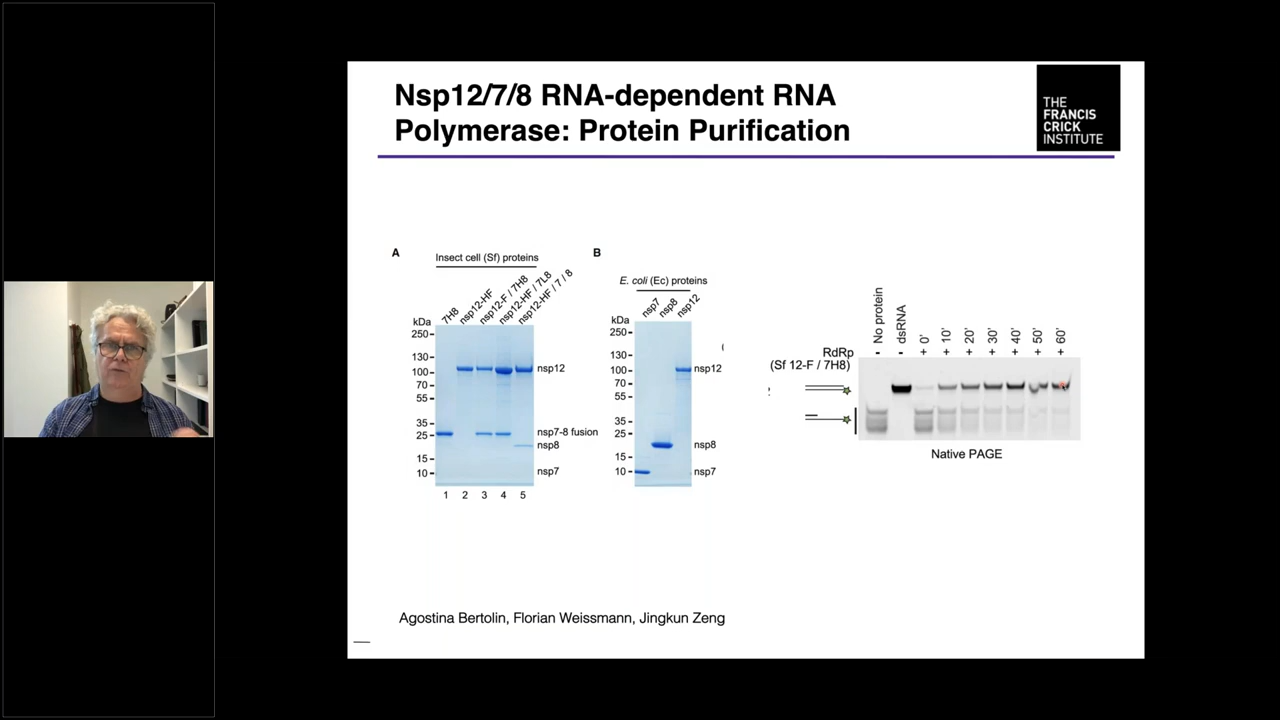 Nsp12/7/8 RNA-dependent RNA
Polymerase: Protein Purification
THE
FRANCIS
CRICK
INSTITUTE
A
Insect cell (Sf) proteins
7H8
nsp12-HF
nsp12-F / 7H8
nsp12-HF / 7L8
nsp12-HF / 7 / 8
kDa
250
130
100
70
55
35
25
15
10
nsp12
nsp7-8 fusion
nsp8
nsp7
1 2 3 4 5
B
E. coli (Ec) proteins
nsp7
nsp8
nsp12
kDa
250
130
100
70
55
35
25
15
10
nsp12
nsp8
nsp7
No protein
dsRNA
0'
10'
20'
30'
40'
50'
60'
RdRp - - + + + + + + +
(Sf 12-F / 7H8)
Native PAGE
Agostina Bertolin, Florian Weissmann, Jingkun Zeng